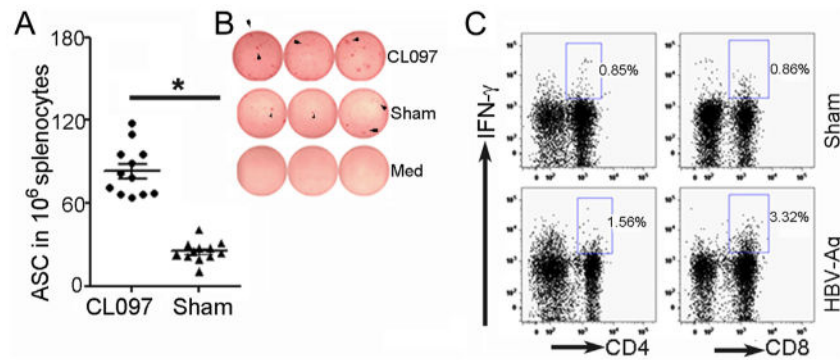 A
B
C
180
120
60
0
ASC in 10⁶ splenocytes
*
CL097
Sham
CL097
Sham
Med
IFN-γ
0.85%
0.86%
1.56%
3.32%
Sham
HBV-Ag
CD4
CD8